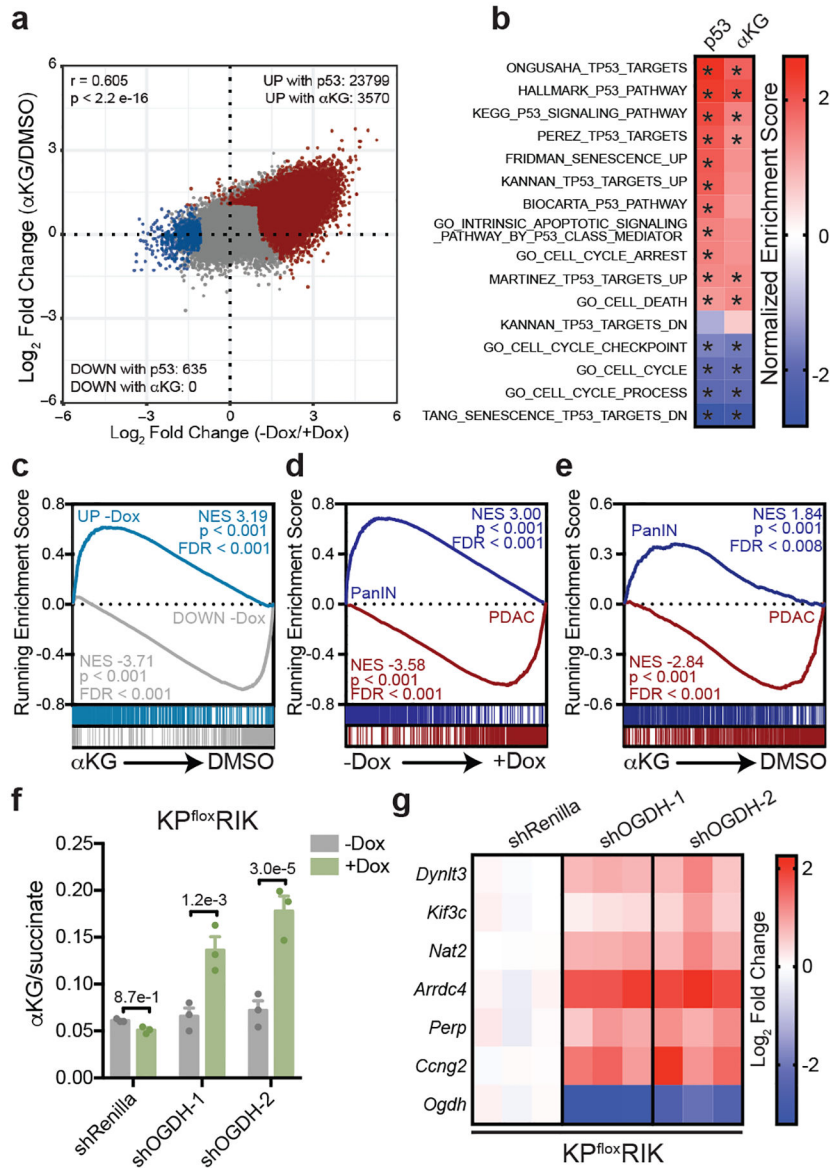 a
6
3
0
−3
−6
−6
−3
0
3
6
r = 0.605
p < 2.2 e-16
UP with p53: 23799
UP with αKG: 3570
DOWN with p53: 635
DOWN with αKG: 0
Log2 Fold Change (αKG/DMSO)
Log2 Fold Change (-Dox/+Dox)
b
p53
αKG
ONGUSAHA_TP53_TARGETS * *
HALLMARK_P53_PATHWAY * *
KEGG_P53_SIGNALING_PATHWAY * *
PEREZ_TP53_TARGETS * *
FRIDMAN_SENESCENCE_UP *
KANNAN_TP53_TARGETS_UP *
BIOCARTA_P53_PATHWAY *
GO_INTRINSIC_APOPTOTIC_SIGNALING
_PATHWAY_BY_P53_CLASS_MEDIATOR *
GO_CELL_CYCLE_ARREST *
MARTINEZ_TP53_TARGETS_UP * *
GO_CELL_DEATH * *
KANNAN_TP53_TARGETS_DN
GO_CELL_CYCLE_CHECKPOINT * *
GO_CELL_CYCLE * *
GO_CELL_CYCLE_PROCESS * *
TANG_SENESCENCE_TP53_TARGETS_DN * *
Normalized Enrichment Score
2
0
-2
c
Running Enrichment Score
0.8
0.4
0.0
-0.4
-0.8
UP -Dox
NES 3.19
p < 0.001
FDR < 0.001
DOWN -Dox
NES -3.71
p < 0.001
FDR < 0.001
αKG
DMSO
d
Running Enrichment Score
0.8
0.4
0.0
-0.4
-0.8
NES 3.00
p < 0.001
FDR < 0.001
PanIN
PDAC
NES -3.58
p < 0.001
FDR < 0.001
-Dox
+Dox
e
Running Enrichment Score
0.6
0.3
0.0
-0.3
-0.6
NES 1.84
p < 0.001
FDR < 0.008
PanIN
PDAC
NES -2.84
p < 0.001
FDR < 0.001
αKG
DMSO
f
KPfloxRIK
αKG/succinate
0.25
0.20
0.15
0.10
0.05
0.00
-Dox
+Dox
8.7e-1
1.2e-3
3.0e-5
shRenilla
shOGDH-1
shOGDH-2
g
shRenilla
shOGDH-1
shOGDH-2
Dynlt3
Kif3c
Nat2
Arrdc4
Perp
Ccng2
Ogdh
KPfloxRIK
Log2 Fold Change
2
0
-2